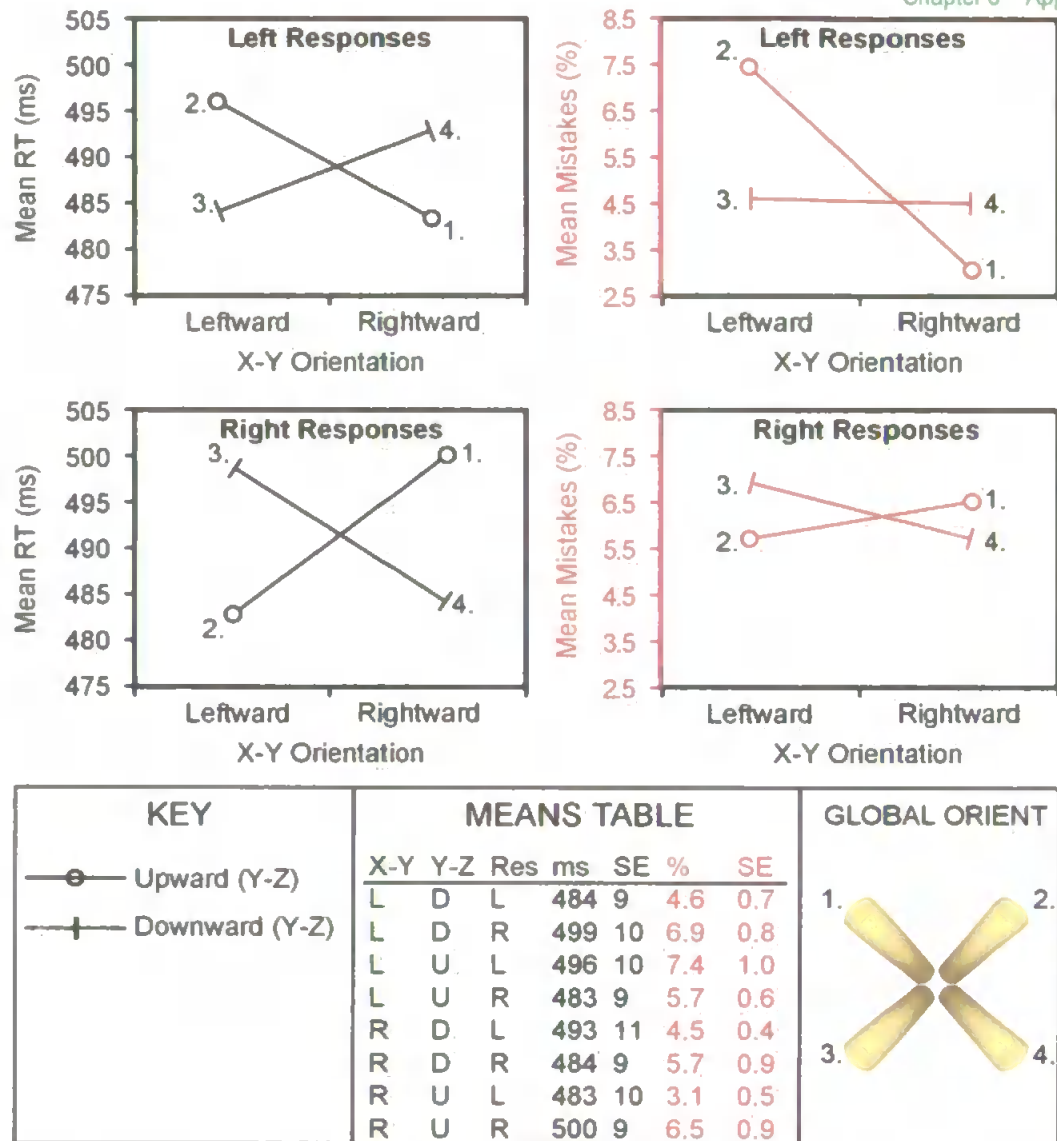 Chapter
505
500
495
490
485
480
475
Mean RT (ms)
Left Responses
2.
3.
4.
1.
Leftward Rightward
X-Y Orientation
8.5
7.5
6.5
5.5
4.5
3.5
2.5
Mean Mistakes (%)
Left Responses
2.
3.
4.
1.
Leftward Rightward
X-Y Orientation
505
500
495
490
485
480
475
Mean RT (ms)
Right Responses
3.
1.
2.
4.
Leftward Rightward
X-Y Orientation
8.5
7.5
6.5
5.5
4.5
3.5
2.5
Mean Mistakes (%)
Right Responses
3.
1.
2.
4.
Leftward Rightward
X-Y Orientation
KEY
Upward (Y-Z)
Downward (Y-Z)
MEANS TABLE
X-Y Y-Z Res ms SE % SE
L D L 484 9 4.6 0.7
L D R 499 10 6.9 0.8
L U L 496 10 7.4 1.0
L U R 483 9 5.7 0.6
R D L 493 11 4.5 0.4
R D R 484 9 5.7 0.9
R U L 483 10 3.1 0.5
R U R 500 9 6.5 0.9
GLOBAL ORIENT
1. 2.
3. 4.